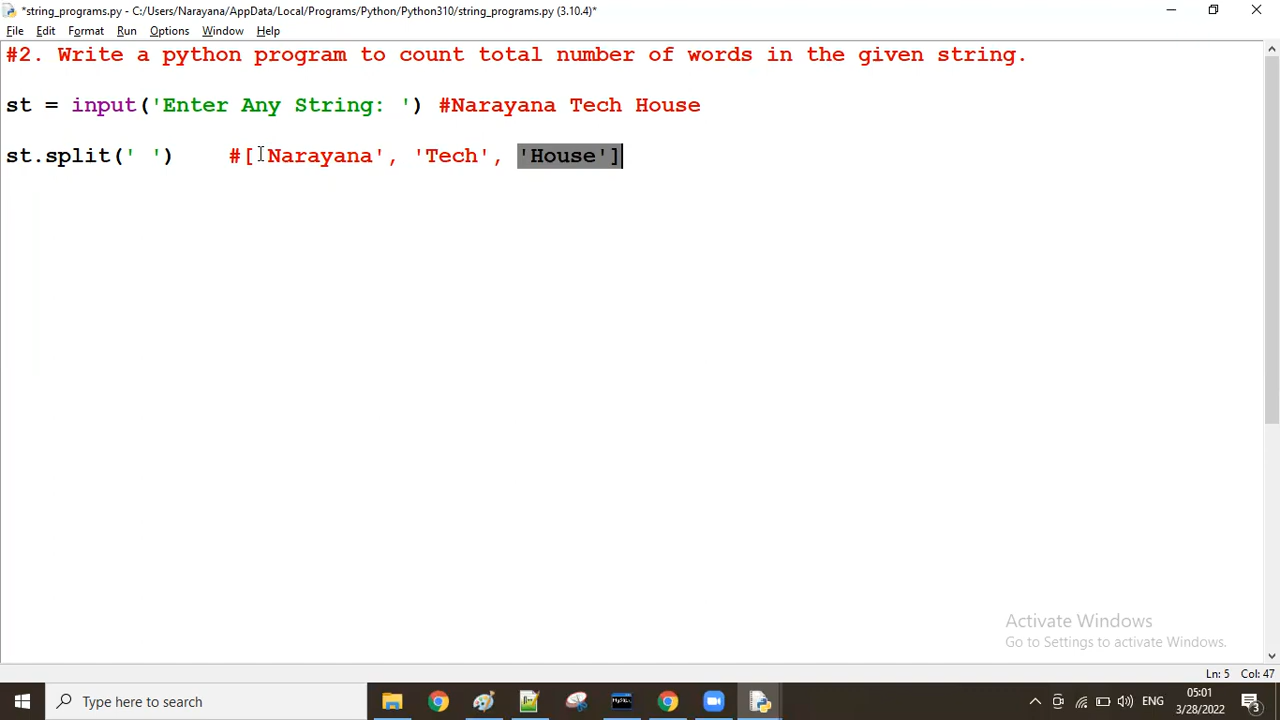 *string_programs.py - C:/Users/Narayana/AppData/Local/Programs/Python/Python310/string_programs.py (3.10.4)*
File Edit Format Run Options Window Help
#2. Write a python program to count total number of words in the given string.
st = input('Enter Any String: ') #Narayana Tech House
st.split(' ')    #['Narayana', 'Tech', 'House']
Activate Windows
Go to Settings to activate Windows.
Ln: 5 Col: 47
Type here to search
ENG
05:01
3/28/2022
3